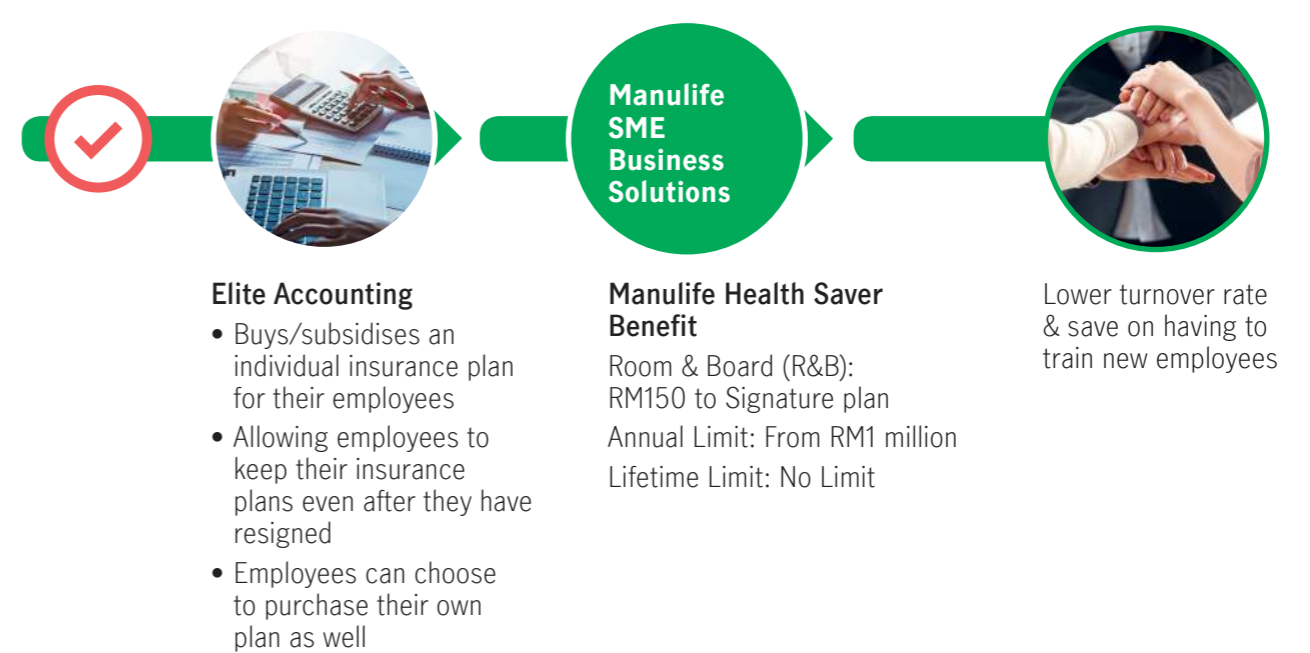 Manulife
SME
Business
Solutions
Elite Accounting
• Buys/subsidises an
individual insurance plan
for their employees
• Allowing employees to
keep their insurance
plans even after they have
resigned
• Employees can choose
to purchase their own
plan as well
Manulife Health Saver
Benefit
Room & Board (R&B):
RM150 to Signature plan
Annual Limit: From RM1 million
Lifetime Limit: No Limit
Lower turnover rate
& save on having to
train new employees